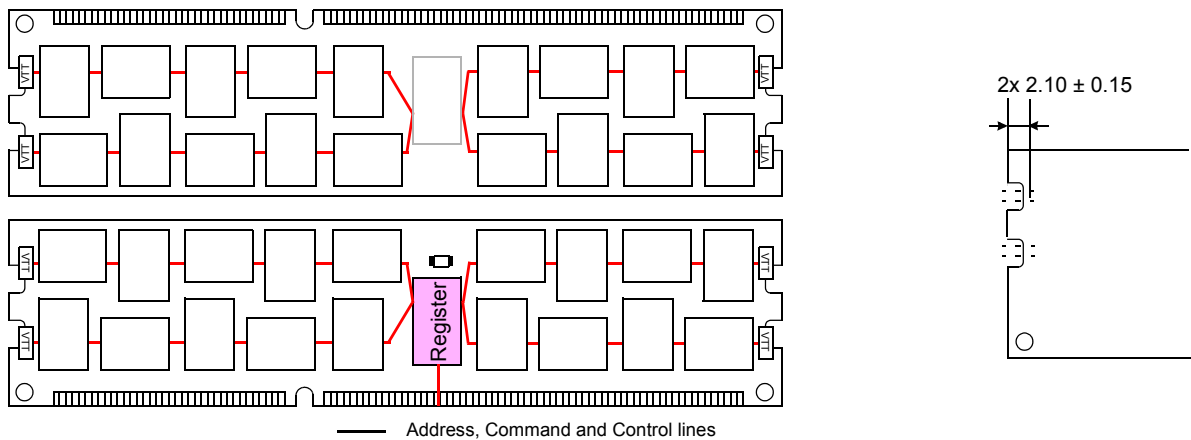 VTT
VTT
VTT
VTT
2x 2.10 ± 0.15
VTT
VTT
Register
VTT
VTT
Address, Command and Control lines